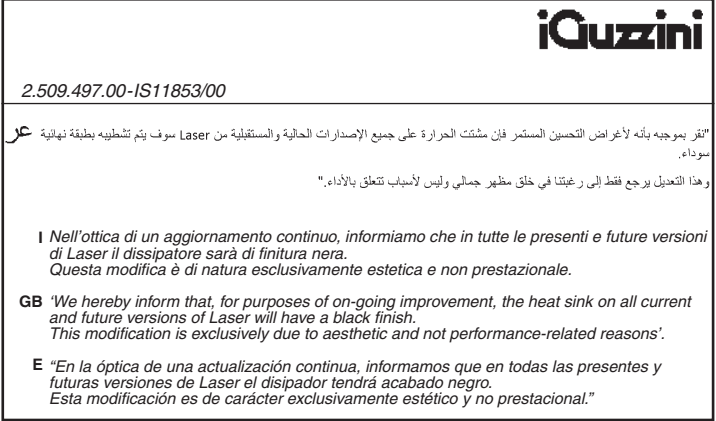 iGuzzini
2.509.497.00-IS11853/00
عر "نقر بموجبه بأنه لأغراض التحسين المستمر فإن مشتت الحرارة على جميع الإصدارات الحالية والمستقبلية من Laser سوف يتم تشطيبه بطبقة نهائية
سوداء.
وهذا التعديل يرجع فقط إلى رغبتنا في خلق مظهر جمالي وليس لأسباب تتعلق بالأداء."
I Nell'ottica di un aggiornamento continuo, informiamo che in tutte le presenti e future versioni
di Laser il dissipatore sarà di finitura nera.
Questa modifica è di natura esclusivamente estetica e non prestazionale.
GB 'We hereby inform that, for purposes of on-going improvement, the heat sink on all current
and future versions of Laser will have a black finish.
This modification is exclusively due to aesthetic and not performance-related reasons'.
E "En la óptica de una actualización continua, informamos que en todas las presentes y
futuras versiones de Laser el disipador tendrá acabado negro.
Esta modificación es de carácter exclusivamente estético y no prestacional."